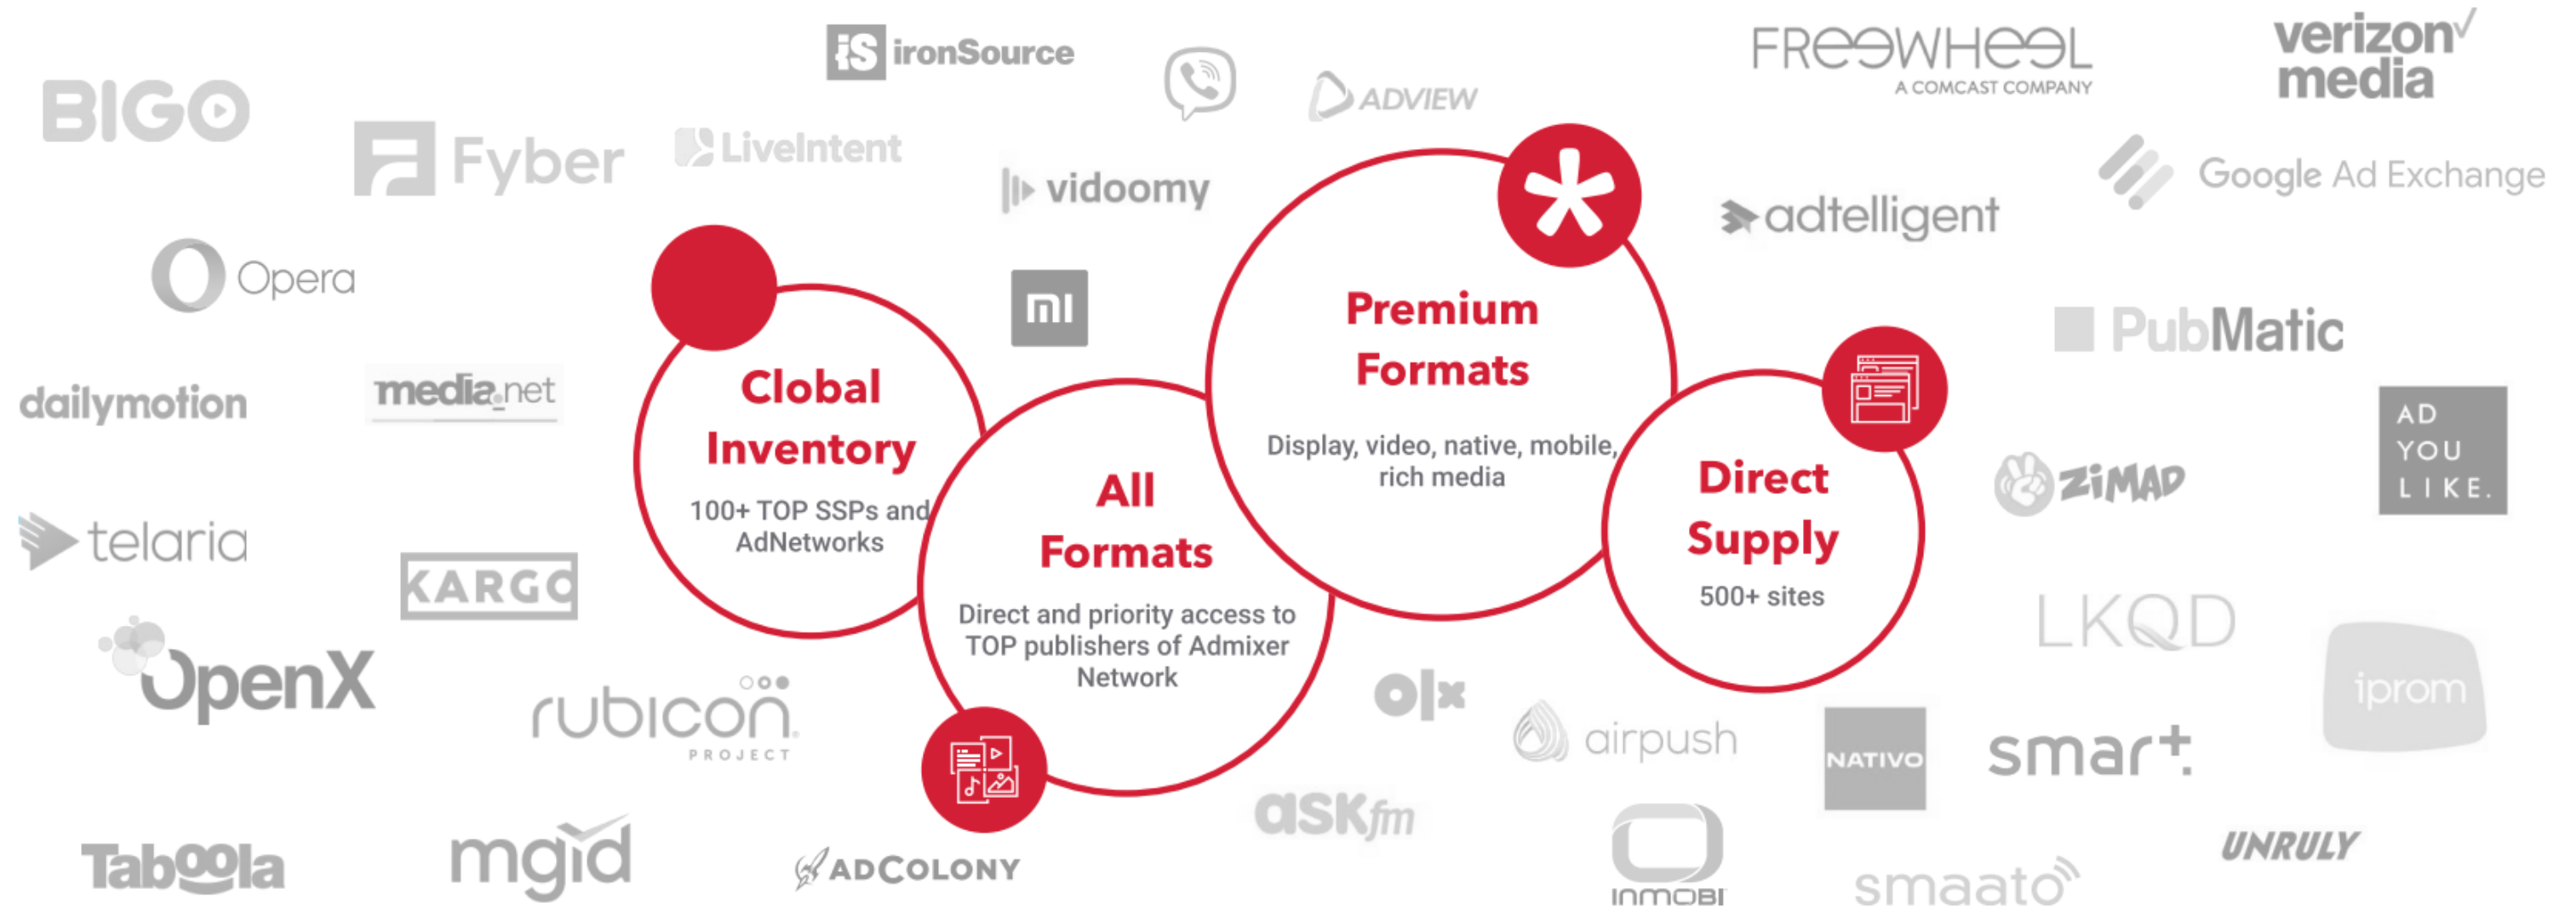 iS ironSource
FREEWHEEL
A COMCAST COMPANY
verizon
media
BIGO
ADVIEW
Fyber
LiveIntent
vidoomy
Google Ad Exchange
adtelligent
Opera
mi
PubMatic
dailymotion
media.net
AD
YOU
LIKE.
Clobal
Inventory
100+ TOP SSPs and
AdNetworks
Premium
Formats
Display, video, native, mobile,
rich media
All
Formats
Direct and priority access to
TOP publishers of Admixer
Network
Direct
Supply
500+ sites
ZiMAD
telaria
KARGO
LKQD
OpenX
rubicon
PROJECT
olx
airpush
NATIVO
smart.
iprom
Taboola
mgid
ADCOLONY
ASKfm
INMOBI
smaato
UNRULY